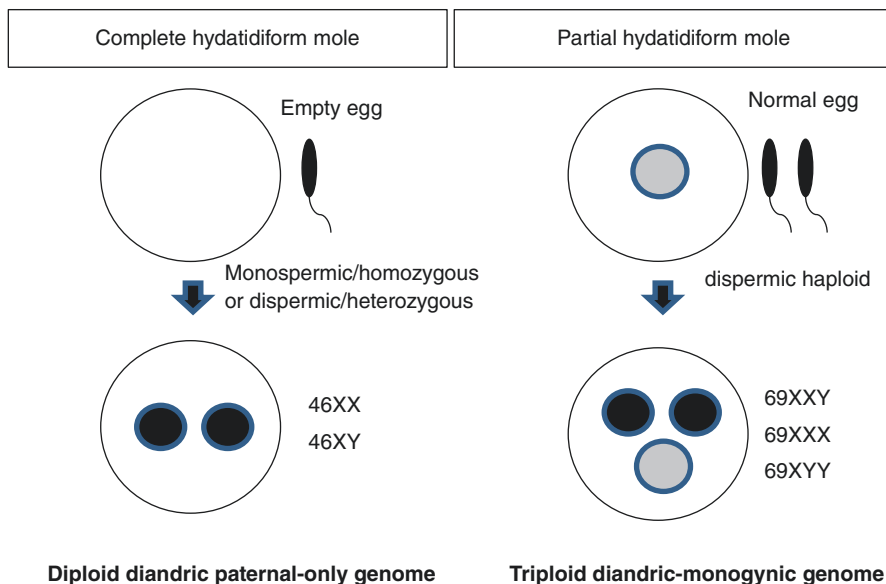 Complete hydatidiform mole
Partial hydatidiform mole
Empty egg
Normal egg
Monospermic/homozygous
or dispermic/heterozygous
dispermic haploid
46XX
46XY
69XXY
69XXX
69XYY
Diploid diandric paternal-only genome
Triploid diandric-monogynic genome